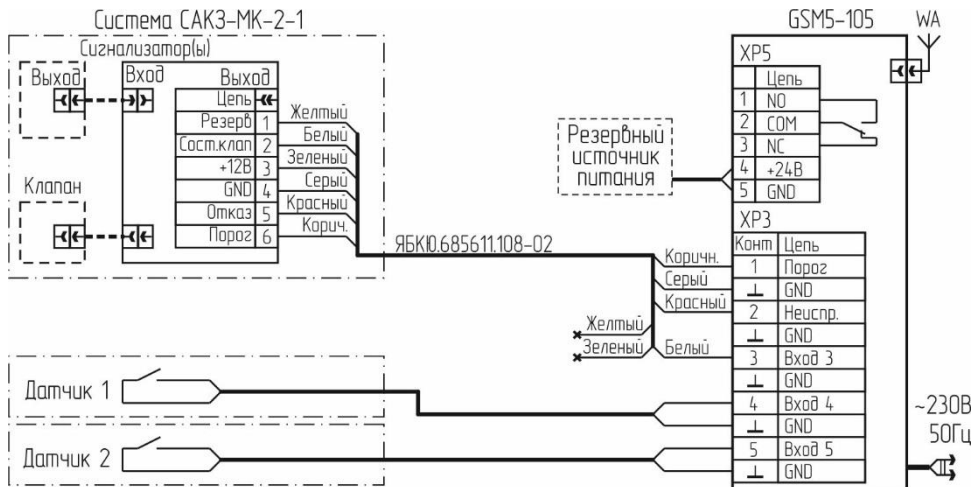 Система САКЗ-МК-2-1
Сигнализатор(ы)
Выход
Вход
Выход
Цепь
Резерв 1 Желтый
Сост.клап 2 Белый
+12В 3 Зеленый
GND 4 Серый
Отказ 5 Красный
Порог 6 Корич.
Клапан
ЯБКЮ.685611.108-02
Желтый
Зеленый
Коричн.
Серый
Красный
Белый
Датчик 1
Датчик 2
Резервный
источник
питания
GSM5-105
WA
XP5
Цепь
1 NO
2 COM
3 NC
4 +24В
5 GND
XP3
Конт Цепь
1 Порог
GND
2 Неиспр.
GND
3 Вход 3
GND
4 Вход 4
GND
5 Вход 5
GND
~230В
50Гц